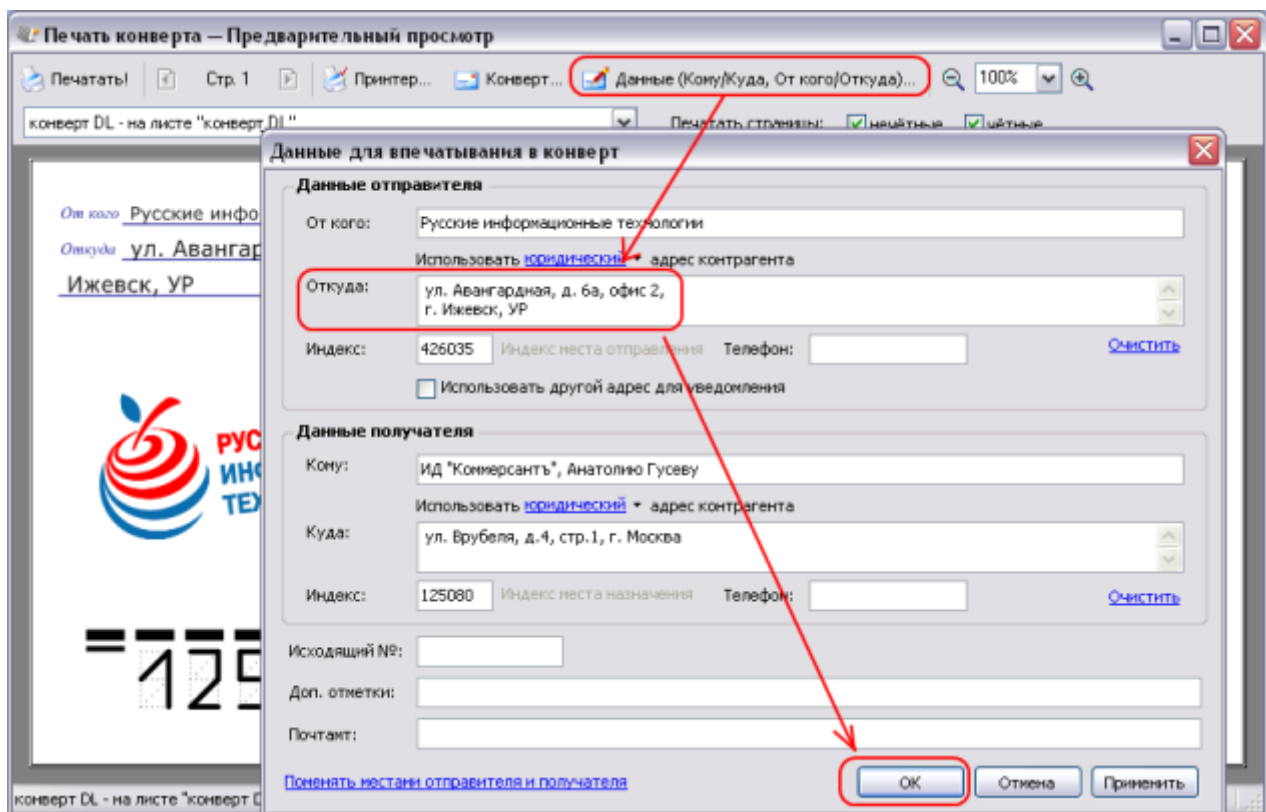 Печать конверта — Предварительный просмотр
Печатать! Стр. 1 Принтер... Конверт... Данные (Кому/Куда, От кого/Откуда)... 100%
конверт DL - на листе "конверт DL" Печатать страницы: нечётные чётные
Данные для впечатывания в конверт
Данные отправителя
От кого Русские инфо
От кого: Русские информационные технологии
Откуда ул. Авангар
Использовать юридический адрес контрагента
Ижевск, УР
Откуда: ул. Авангардная, д. 6а, офис 2,
г. Ижевск, УР
Индекс: 426035 Индекс места отправления Телефон: Очистить
Использовать другой адрес для уведомления
Данные получателя
РУС
ИНФ
ТЕХ
Кому: ИД "Коммерсантъ", Анатолию Гусеву
Использовать юридический адрес контрагента
Куда: ул. Врубеля, д.4, стр.1, г. Москва
Индекс: 125080 Индекс места назначения Телефон: Очистить
125
Исходящий №:
Доп. отметки:
Почтамт:
Поменять местами отправителя и получателя OK Отмена Применить
конверт DL - на листе "конверт D